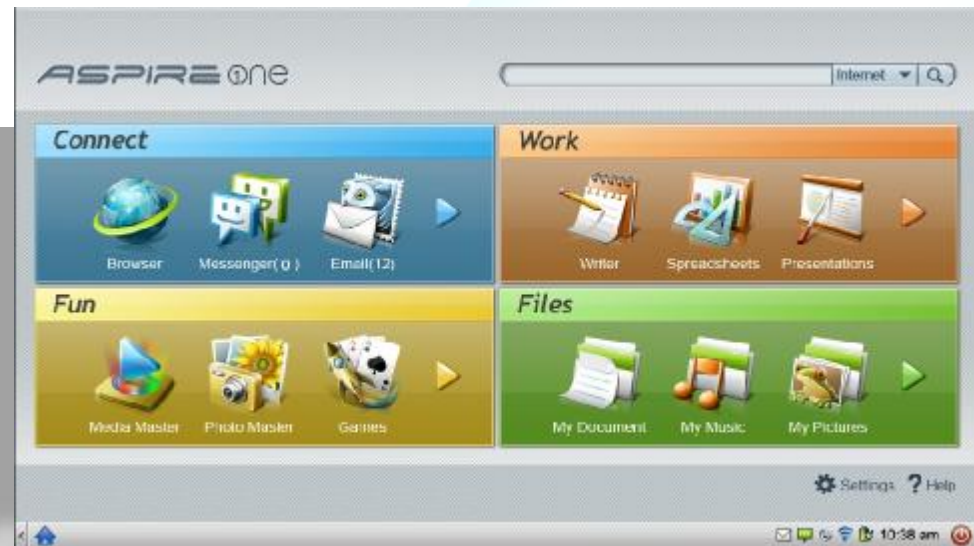 ASPIRE one
Internet
Connect
Browser
Messenger(0)
Email(12)
Work
Writer
Spreadsheets
Presentations
Fun
Media Master
Photo Master
Games
Files
My Document
My Music
My Pictures
Settings
? Help
10:38 am